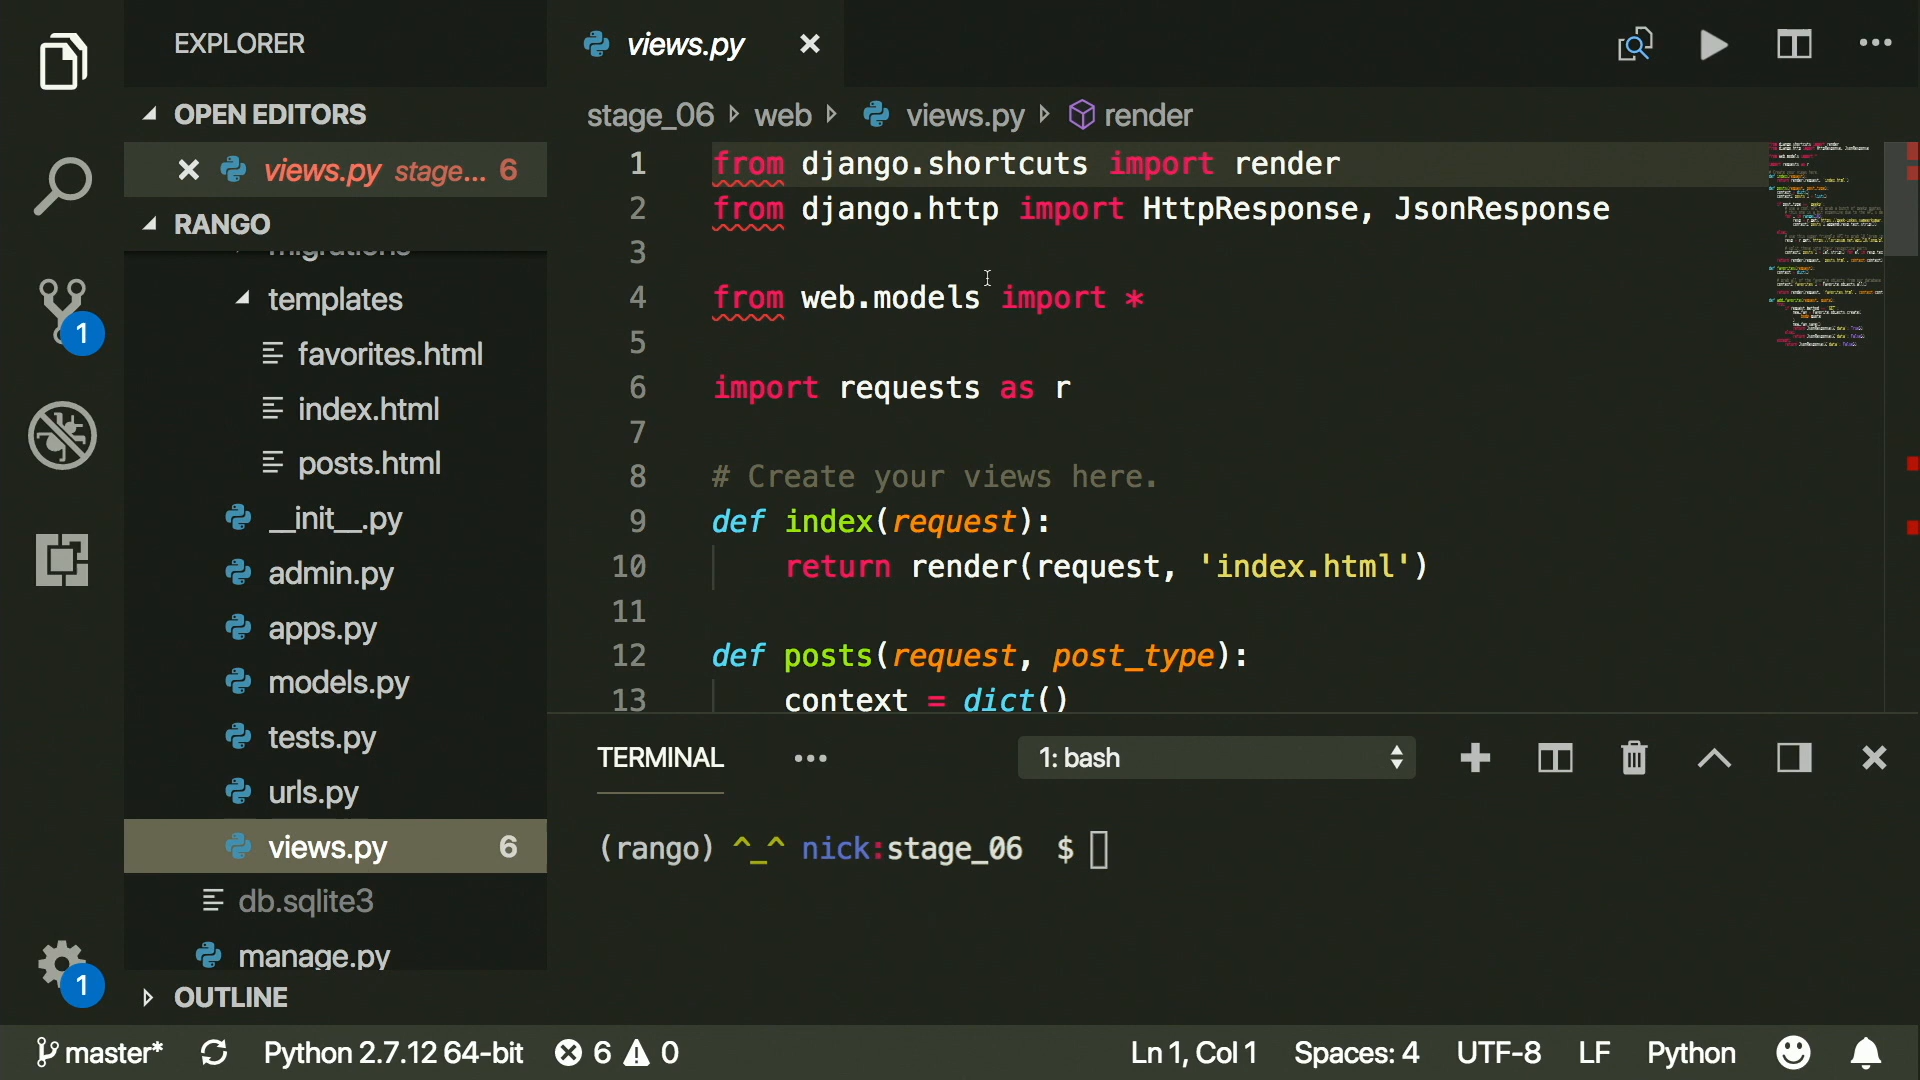 EXPLORER
OPEN EDITORS
views.py stage... 6
RANGO
migrations
templates
favorites.html
index.html
posts.html
__init__.py
admin.py
apps.py
models.py
tests.py
urls.py
views.py 6
db.sqlite3
manage.py
OUTLINE
1
1
views.py
stage_06 web views.py render
1 from django.shortcuts import render
2 from django.http import HttpResponse, JsonResponse
3
4 from web.models import *
5
6 import requests as r
7
8 # Create your views here.
9 def index(request):
10 return render(request, 'index.html')
11
12 def posts(request, post_type):
13 context = dict()
TERMINAL
1: bash
(rango) ^_^ nick:stage_06 $
master* Python 2.7.12 64-bit 6 0 Ln 1, Col 1 Spaces: 4 UTF-8 LF Python